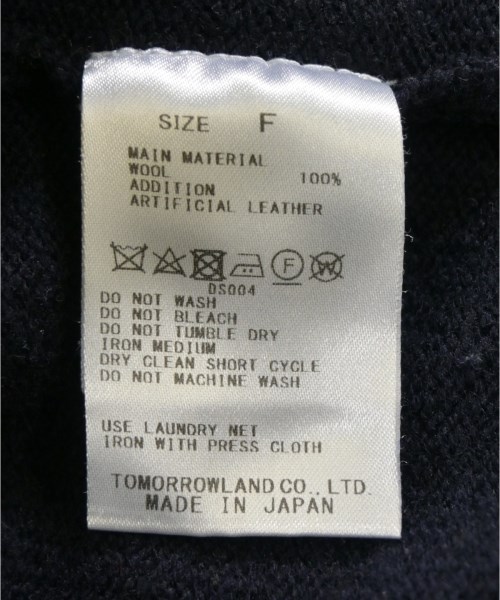 SIZE F
MAIN MATERIAL
WOOL 100%
ADDITION
ARTIFICIAL LEATHER
F W
DS004
DO NOT WASH
DO NOT BLEACH
DO NOT TUMBLE DRY
IRON MEDIUM
DRY CLEAN SHORT CYCLE
DO NOT MACHINE WASH
USE LAUNDRY NET
IRON WITH PRESS CLOTH
TOMORROWLAND CO., LTD.
MADE IN JAPAN